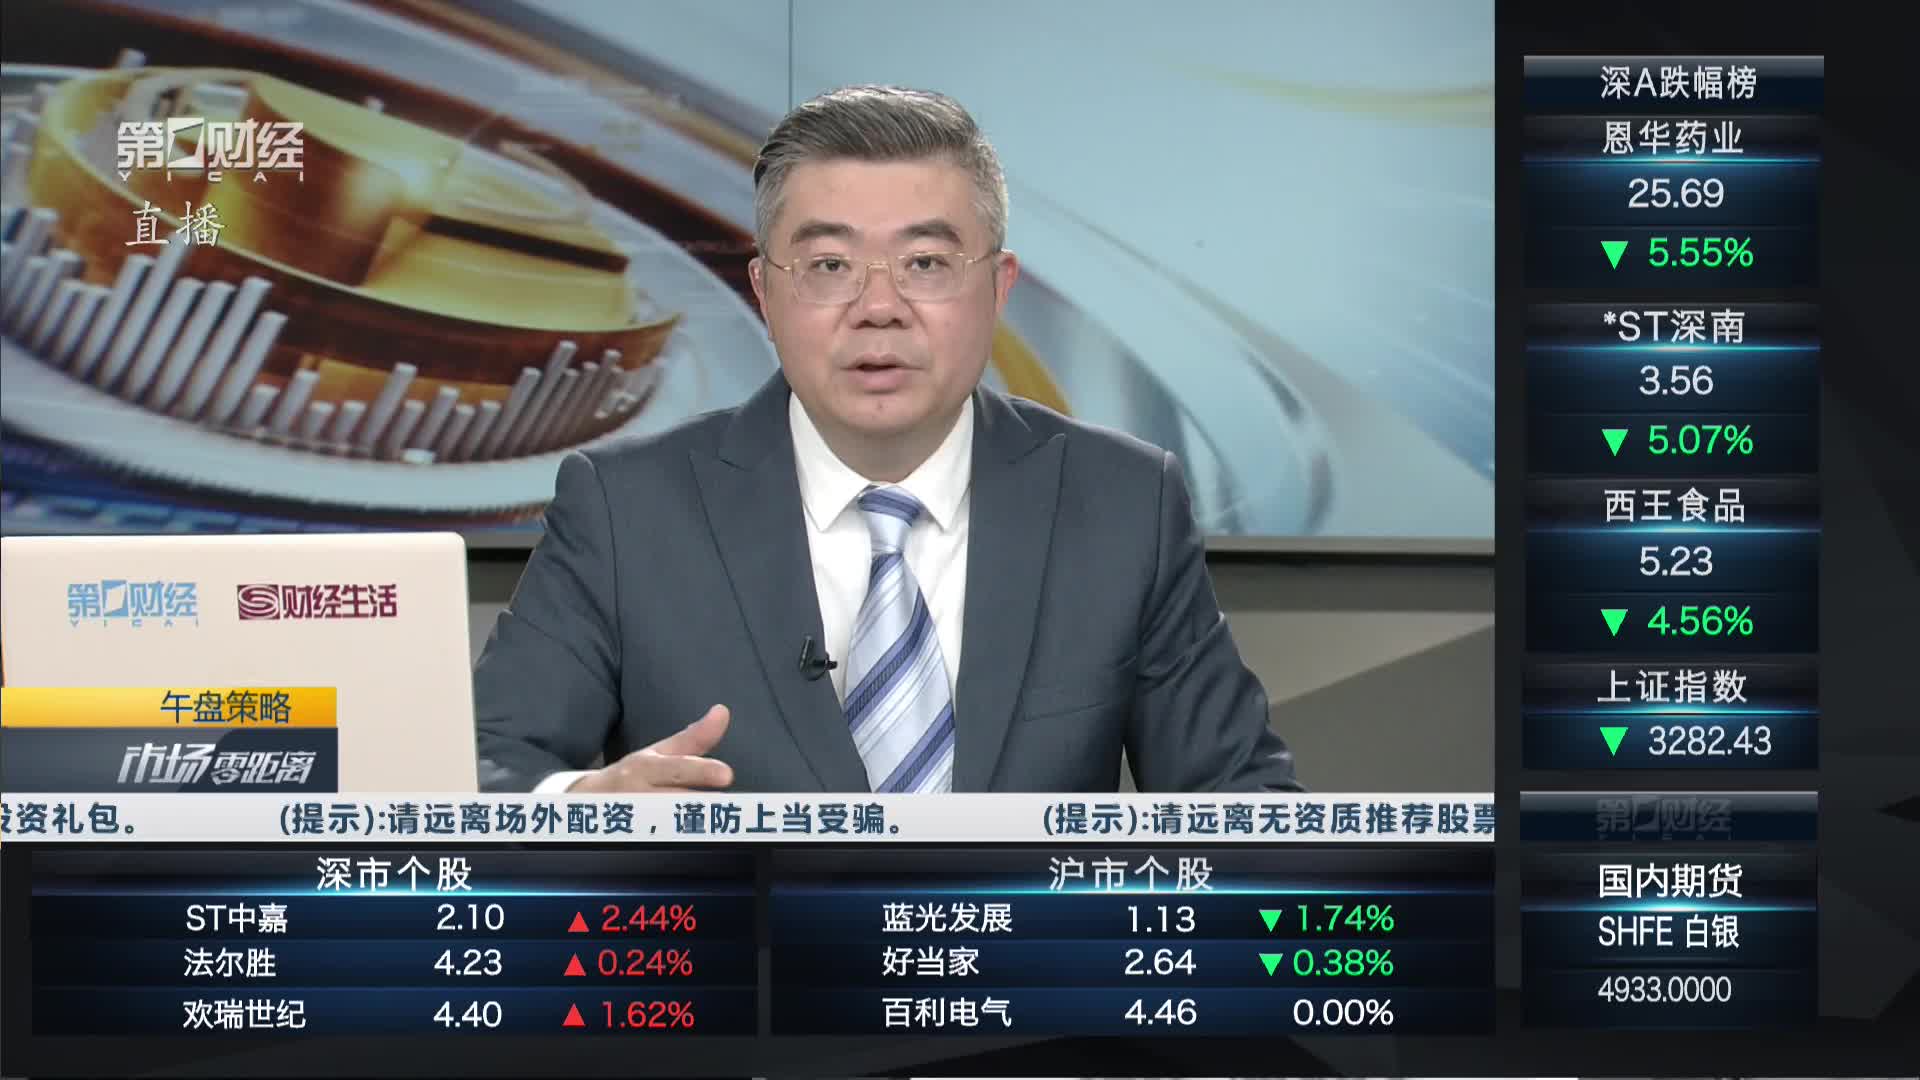 第一财经
YICAI
直播
第一财经
YICAI
财经生活
午盘策略
市场零距离
投资礼包。 (提示):请远离场外配资，谨防上当受骗。 (提示):请远离无资质推荐股票
深市个股
ST中嘉 2.10 ▲ 2.44%
法尔胜 4.23 ▲ 0.24%
欢瑞世纪 4.40 ▲ 1.62%
沪市个股
蓝光发展 1.13 ▼ 1.74%
好当家 2.64 ▼ 0.38%
百利电气 4.46 0.00%
深A跌幅榜
恩华药业
25.69
▼ 5.55%
*ST深南
3.56
▼ 5.07%
西王食品
5.23
▼ 4.56%
上证指数
▼ 3282.43
第一财经
国内期货
SHFE 白银
4933.0000